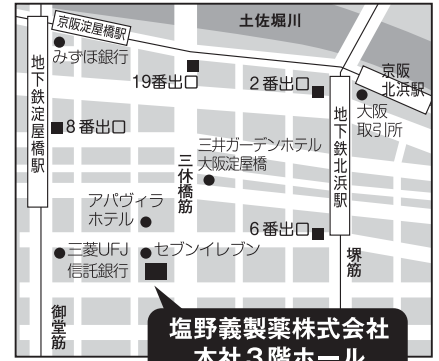 土佐堀川
京阪淀屋橋駅
みずほ銀行
京阪
北浜駅
19番出口
2番出口
大阪
取引所
地下鉄淀屋橋駅
8番出口
地下鉄北浜駅
三井ガーデンホテル
大阪淀屋橋
三休橋筋
アパヴィラ
ホテル
6番出口
三菱UFJ
信託銀行
セブンイレブン
堺筋
御堂筋
塩野義製薬株式会社
本社3階ホール